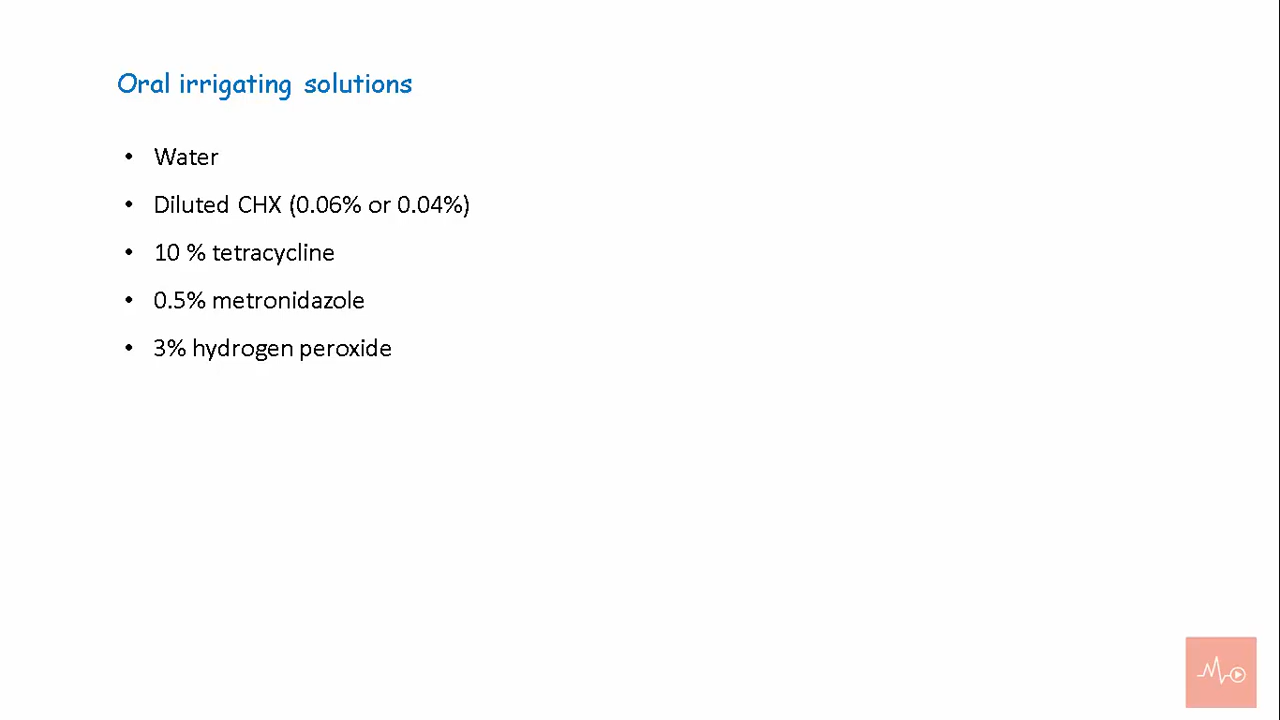 Oral irrigating solutions
• Water
• Diluted CHX (0.06% or 0.04%)
• 10 % tetracycline
• 0.5% metronidazole
• 3% hydrogen peroxide